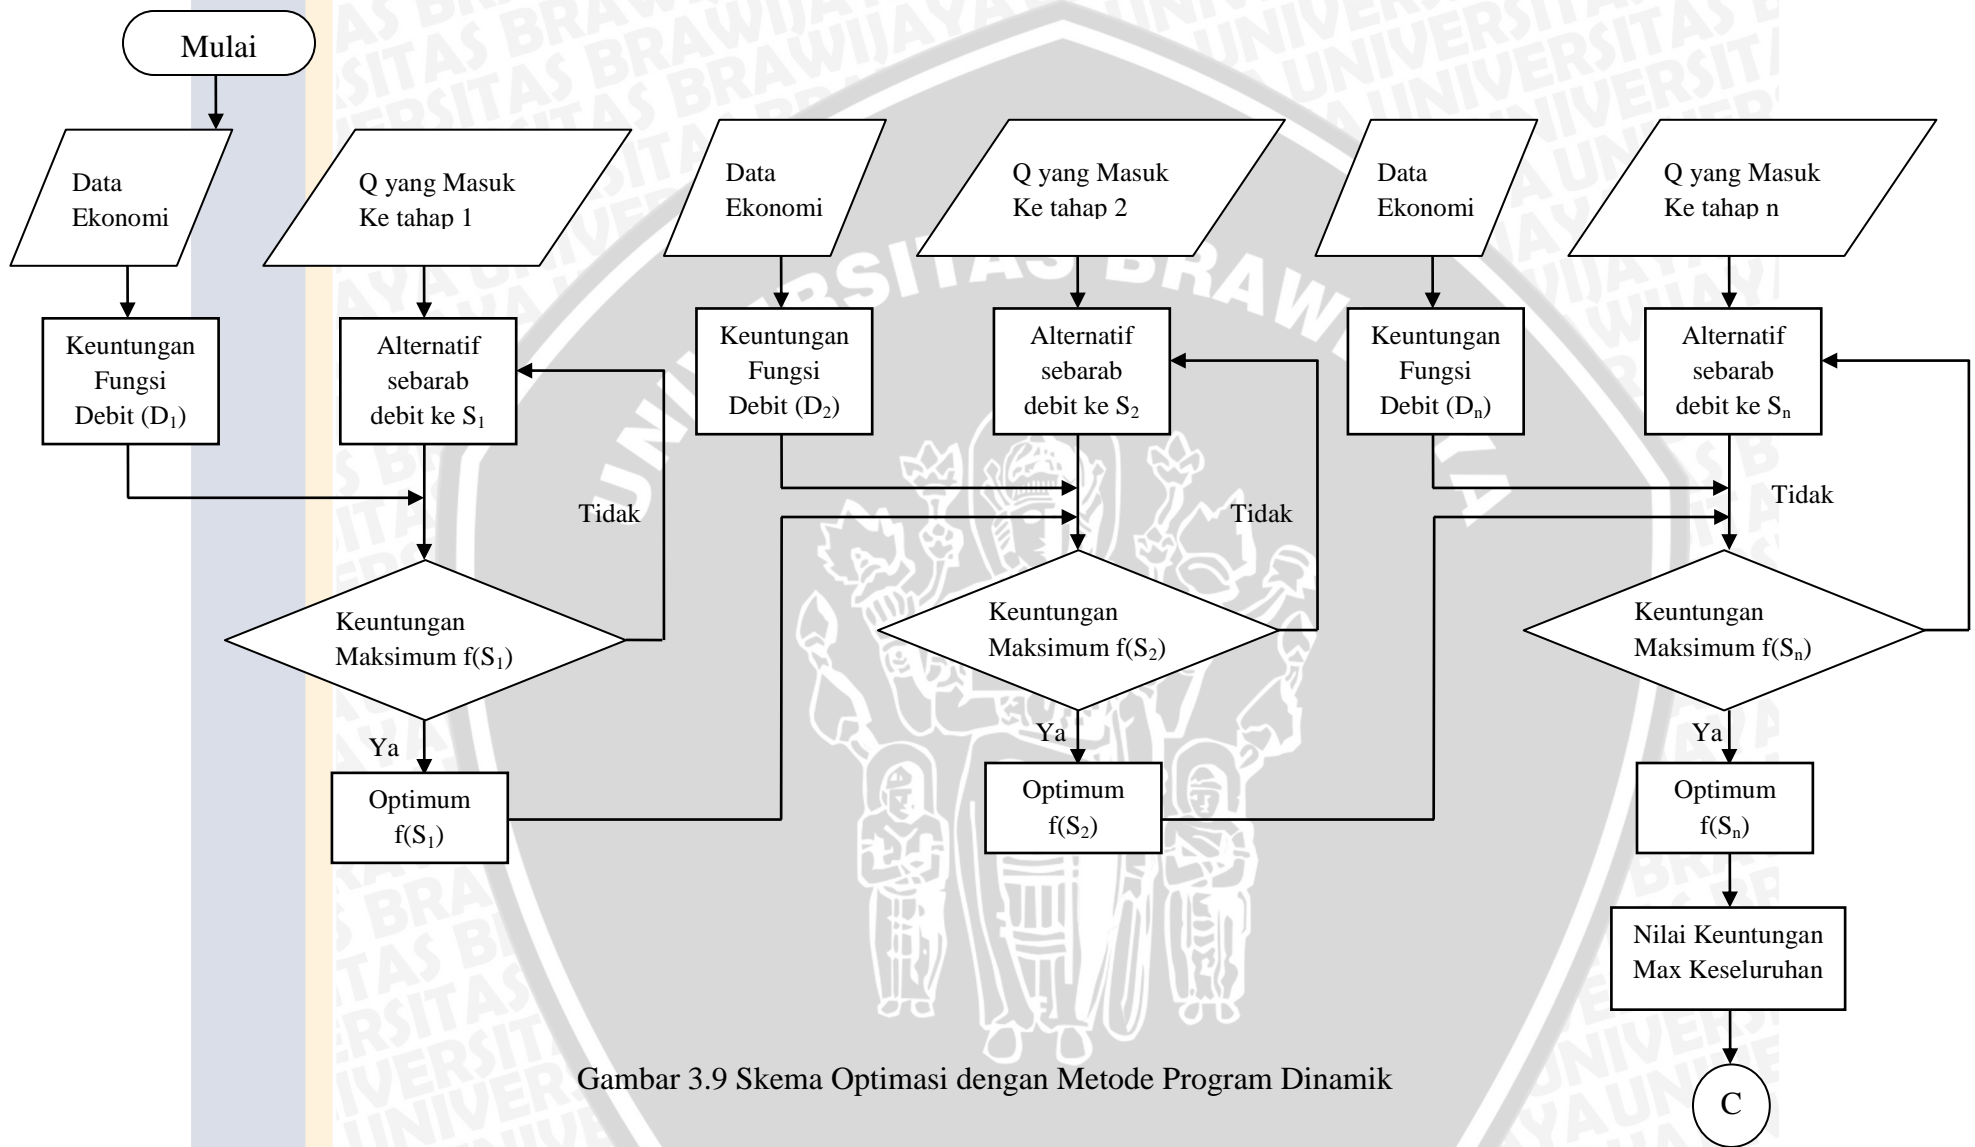 Mulai
Data
Ekonomi
Q yang Masuk
Ke tahap 1
Data
Ekonomi
Q yang Masuk
Ke tahap 2
Data
Ekonomi
Q yang Masuk
Ke tahap n
Keuntungan
Fungsi
Debit (D₁)
Alternatif
sebarab
debit ke S₁
Keuntungan
Fungsi
Debit (D₂)
Alternatif
sebarab
debit ke S₂
Keuntungan
Fungsi
Debit (Dₙ)
Alternatif
sebarab
debit ke Sₙ
Tidak
Tidak
Tidak
Keuntungan
Maksimum f(S₁)
Keuntungan
Maksimum f(S₂)
Keuntungan
Maksimum f(Sₙ)
Ya
Ya
Ya
Optimum
f(S₁)
Optimum
f(S₂)
Optimum
f(Sₙ)
Nilai Keuntungan
Max Keseluruhan
C
Gambar 3.9 Skema Optimasi dengan Metode Program Dinamik